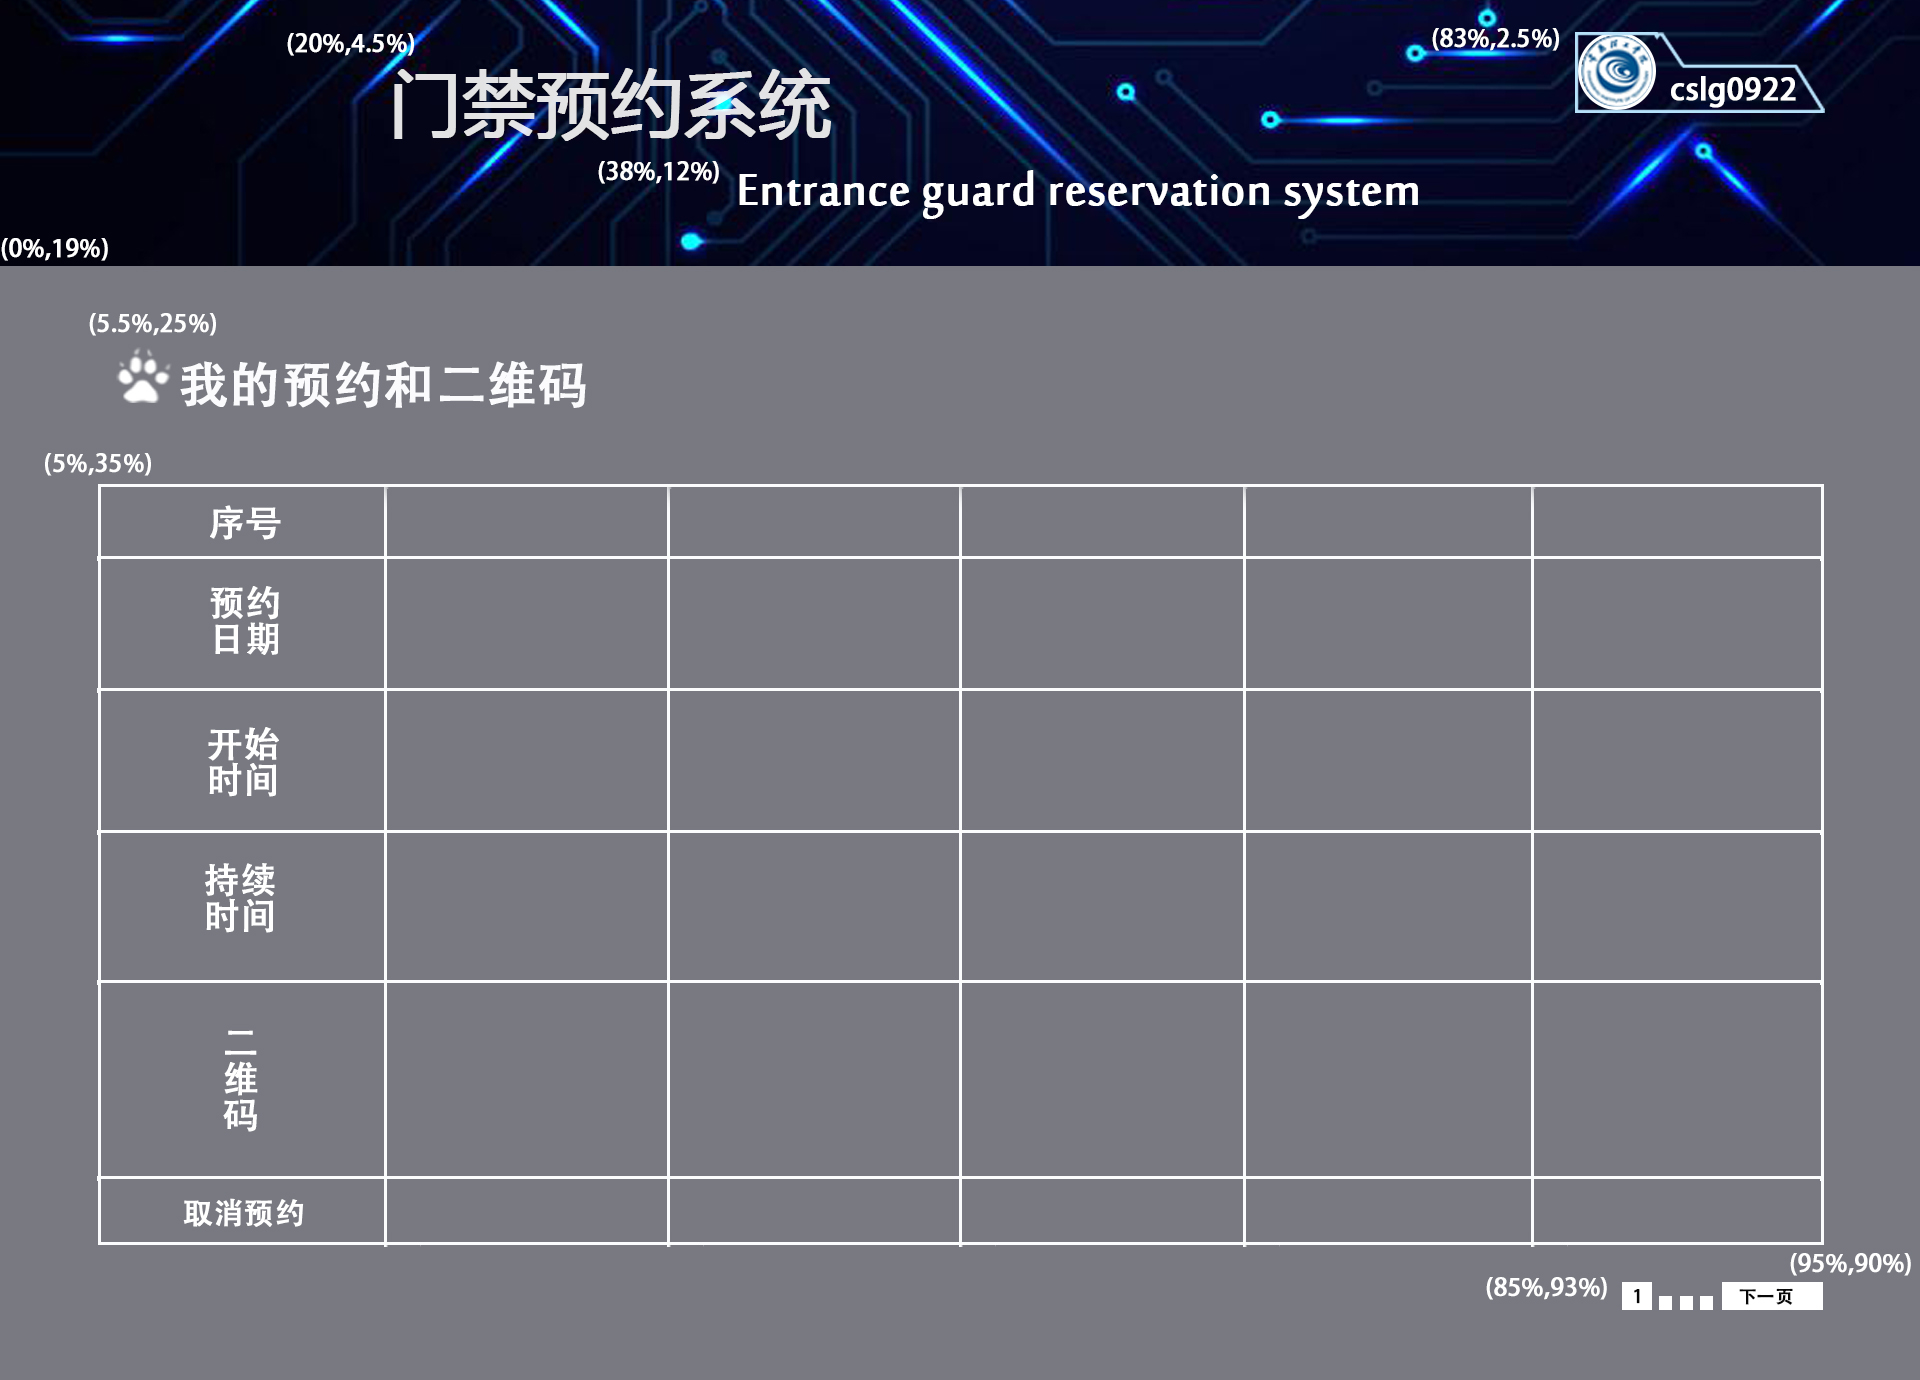 (20%,4.5%)
(83%,2.5%)
门禁预约系统
cslg0922
(38%,12%)
Entrance guard reservation system
(0%,19%)
(5.5%,25%)
我的预约和二维码
(5%,35%)
序号
预约
日期
开始
时间
持续
时间
二
维
码
取消预约
(95%,90%)
(85%,93%)
1
下一页